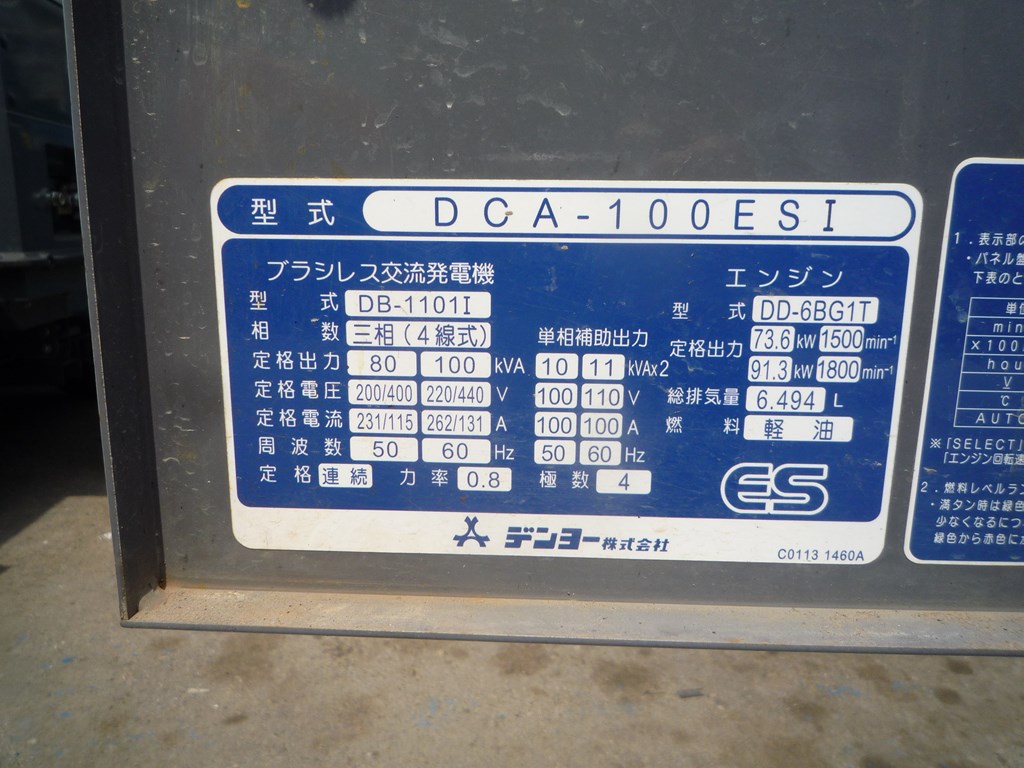 型式 DCA-100ESI
ブラシレス交流発電機
型式 DB-1101I
相数 三相(4線式) 単相補助出力
定格出力 80 100 kVA 10 11 kVAx2
定格電圧 200/400 220/440 V 100 110 V
定格電流 231/115 262/131 A 100 100 A
周波数 50 60 Hz 50 60 Hz
定格 連続 力率 0.8 極数 4
エンジン
型式 DD-6BG1T
定格出力 73.6 kW 1500 min⁻¹
91.3 kW 1800 min⁻¹
総排気量 6.494 L
燃料 軽油
ES
デンヨー株式会社
C0113 1460A
1.表示部の
・パネル盤
下表のと
単位
min
×100
hou
V
℃
AUTO
※「SELECT」
「エンジン回転速
2.燃料レベルラ
・満タン時は緑色
少なくなるにつ
緑色から赤色に